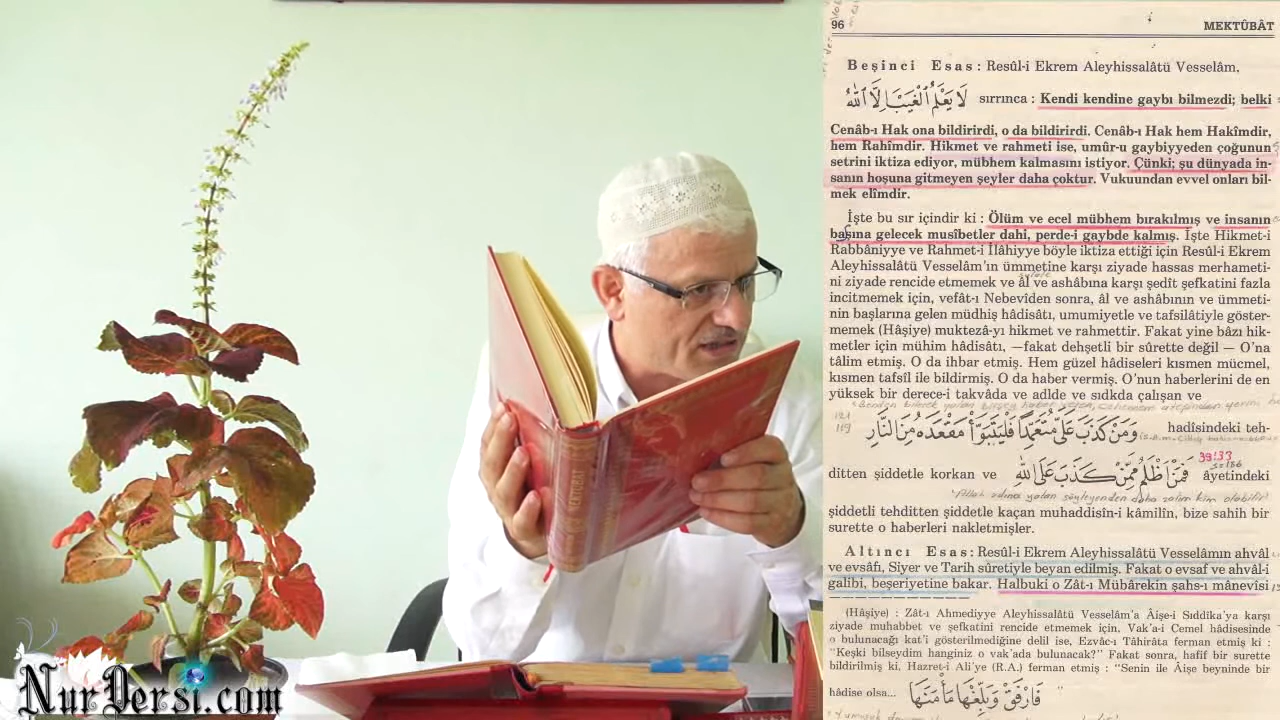 96 MEKTÛBÂT
Beşinci Esas: Resûl-i Ekrem Aleyhissalâtü Vesselâm,
لَا يَعْلَمُ الْغَيْبَ اِلَّا اللّٰهُ sırrınca : Kendi kendine gaybı bilmezdi; belki
Cenâb-ı Hak ona bildirirdi, o da bildirirdi. Cenâb-ı Hak hem Hakîmdir,
hem Rahîmdir. Hikmet ve rahmeti ise, umûr-u gaybiyyeden çoğunun
setrini iktiza ediyor, mübhem kalmasını istiyor. Çünki; şu dünyada in-
sanın hoşuna gitmeyen şeyler daha çoktur. Vukuundan evvel onları bil-
mek elîmdir.
İşte bu sır içindir ki : Ölüm ve ecel mübhem bırakılmış ve insanın
başına gelecek musîbetler dahi, perde-i gaybde kalmış. İşte Hikmet-i
Rabbâniyye ve Rahmet-i İlâhiyye böyle iktiza ettiği için Resûl-i Ekrem
Aleyhissalâtü Vesselâm'ın ümmetine karşı ziyade hassas merhameti-
ni ziyade rencide etmemek ve âl ve ashâbına karşı şedît şefkatini fazla
incitmemek için, vefât-ı Nebevîden sonra, âl ve ashâbının ve ümmeti-
nin başlarına gelen müdhiş hâdisâtı, umumiyetle ve tafsilâtiyle göster-
memek (Hâşiye) muktezâ-yı hikmet ve rahmettir. Fakat yine bâzı hik-
metler için mühim hâdisâtı, —fakat dehşetli bir sûrette değil — O'na
tâlim etmiş. O da ihbar etmiş. Hem güzel hâdiseleri kısmen mücmel,
kısmen tafsîl ile bildirmiş. O da haber vermiş. O'nun haberlerini de en
yüksek bir derece-i takvâda ve adlde ve sıdkda çalışan ve
وَمَنْ كَذَبَ عَلَىَّ مُتَعَمِّدًا فَلْيَتَبَوَّأْ مَقْعَدَهُ مِنَ النَّارِ hadîsindeki teh-
39:33
ditten şiddetle korkan ve فَمَنْ اَظْلَمُ مِمَّنْ كَذَبَ عَلَى اللّٰهِ âyetindeki
şiddetli tehditten şiddetle kaçan muhaddisîn-i kâmilîn, bize sahih bir
surette o haberleri nakletmişler.
Altıncı Esas: Resûl-i Ekrem Aleyhissalâtü Vesselâmın ahvâl
ve evsâfı, Siyer ve Tarih sûretiyle beyan edilmiş. Fakat o evsaf ve ahvâl-i
galibi, beşeriyetine bakar. Halbuki o Zât-ı Mübârekin şahs-ı mânevîsi
(Hâşiye) : Zât-ı Ahmediyye Aleyhissalâtü Vesselâm'a Âişe-i Sıddîka'ya karşı
ziyade muhabbet ve şefkatini rencide etmemek için, Vak'a-i Cemel hâdisesinde
o bulunacağı kat'î gösterilmediğine delil ise, Ezvâc-ı Tâhirâta ferman etmiş ki :
"Keşki bilseydim hanginiz o vak'ada bulunacak?" Fakat sonra, hafif bir surette
bildirilmiş ki, Hazret-i Ali'ye (R.A.) ferman etmiş : "Senin ile Âişe beyninde bir
hâdise olsa... فَارْفَقْ وَبَلِّغْهَا مَأْمَنَهَا "
MEKTÛBAT
NurDersi.com